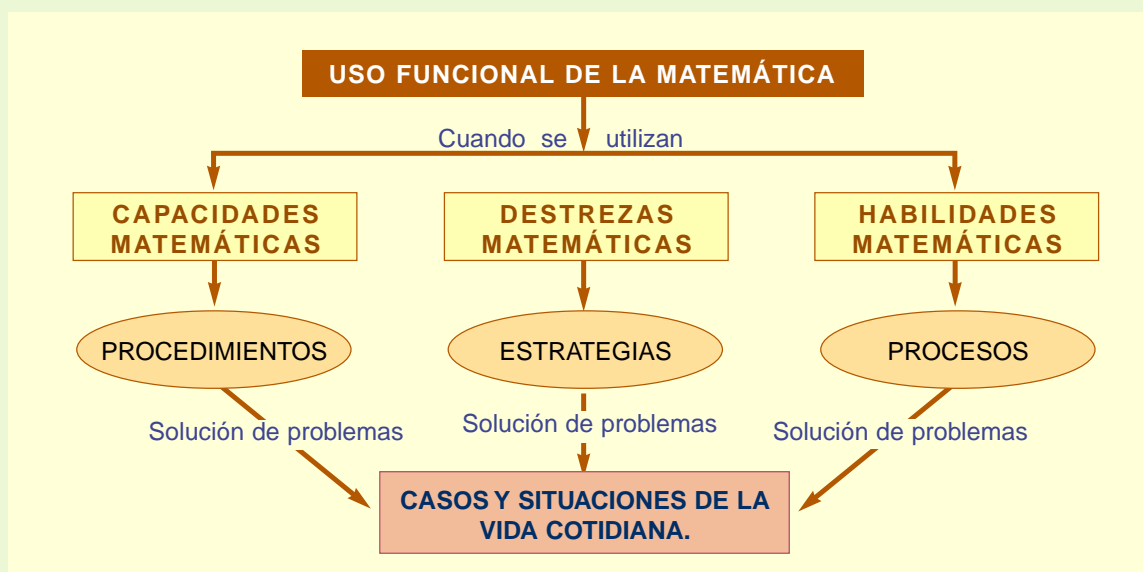 USO FUNCIONAL DE LA MATEMÁTICA
Cuando se utilizan
CAPACIDADES
MATEMÁTICAS
DESTREZAS
MATEMÁTICAS
HABILIDADES
MATEMÁTICAS
PROCEDIMIENTOS
ESTRATEGIAS
PROCESOS
Solución de problemas
Solución de problemas
Solución de problemas
CASOS Y SITUACIONES DE LA
VIDA COTIDIANA.